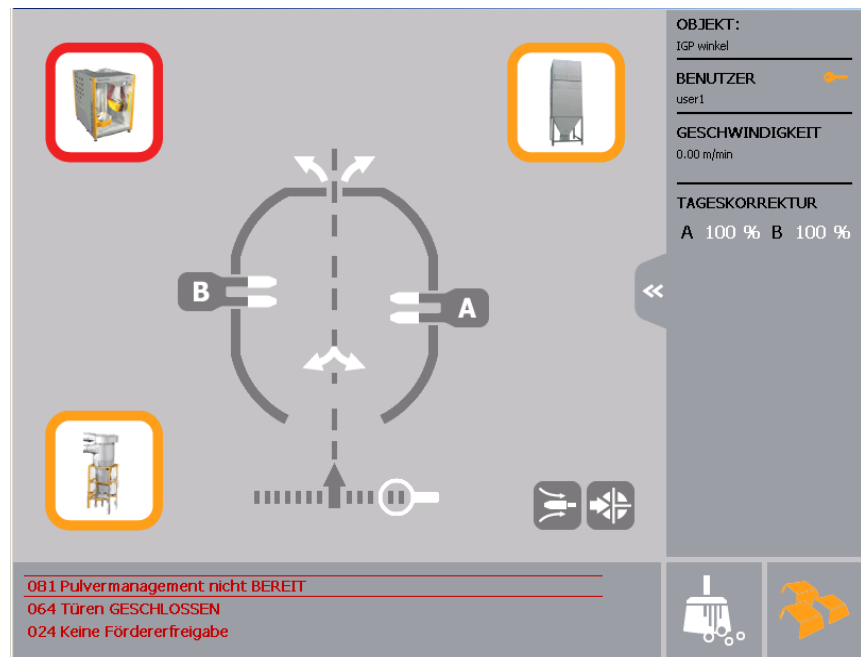 OBJEKT:
IGP winkel
BENUTZER
user1
GESCHWINDIGKEIT
0.00 m/min
TAGESKORREKTUR
A 100 % B 100 %
B
A
081 Pulvermanagement nicht BEREIT
064 Türen GESCHLOSSEN
024 Keine Fördererfreigabe